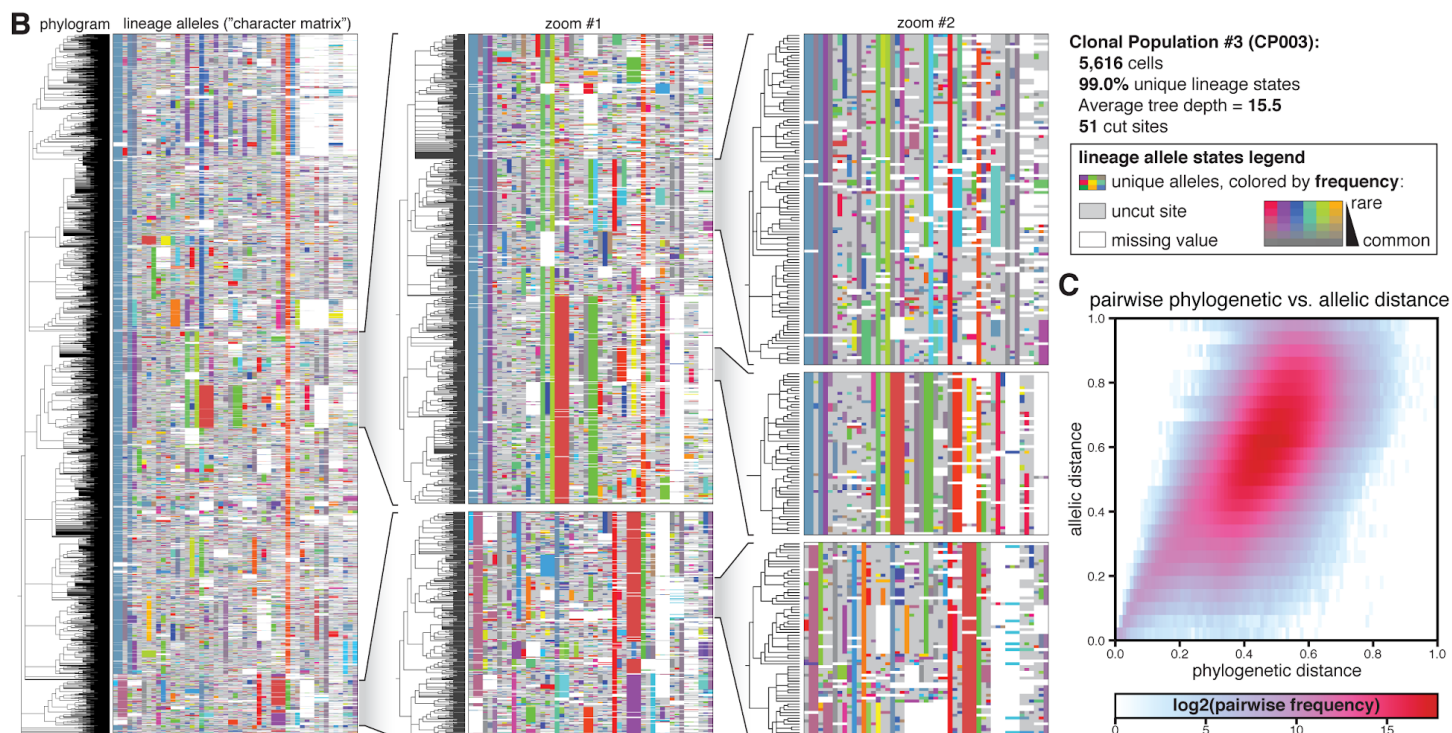 B
phylogram
lineage alleles ("character matrix")
zoom #1
zoom #2
Clonal Population #3 (CP003):
5,616 cells
99.0% unique lineage states
Average tree depth = 15.5
51 cut sites
lineage allele states legend
unique alleles, colored by frequency:
uncut site
missing value
rare
common
C
pairwise phylogenetic vs. allelic distance
1.0
0.8
0.6
0.4
0.2
0.0
allelic distance
0.0 0.2 0.4 0.6 0.8 1.0
phylogenetic distance
log2(pairwise frequency)
0 5 10 15